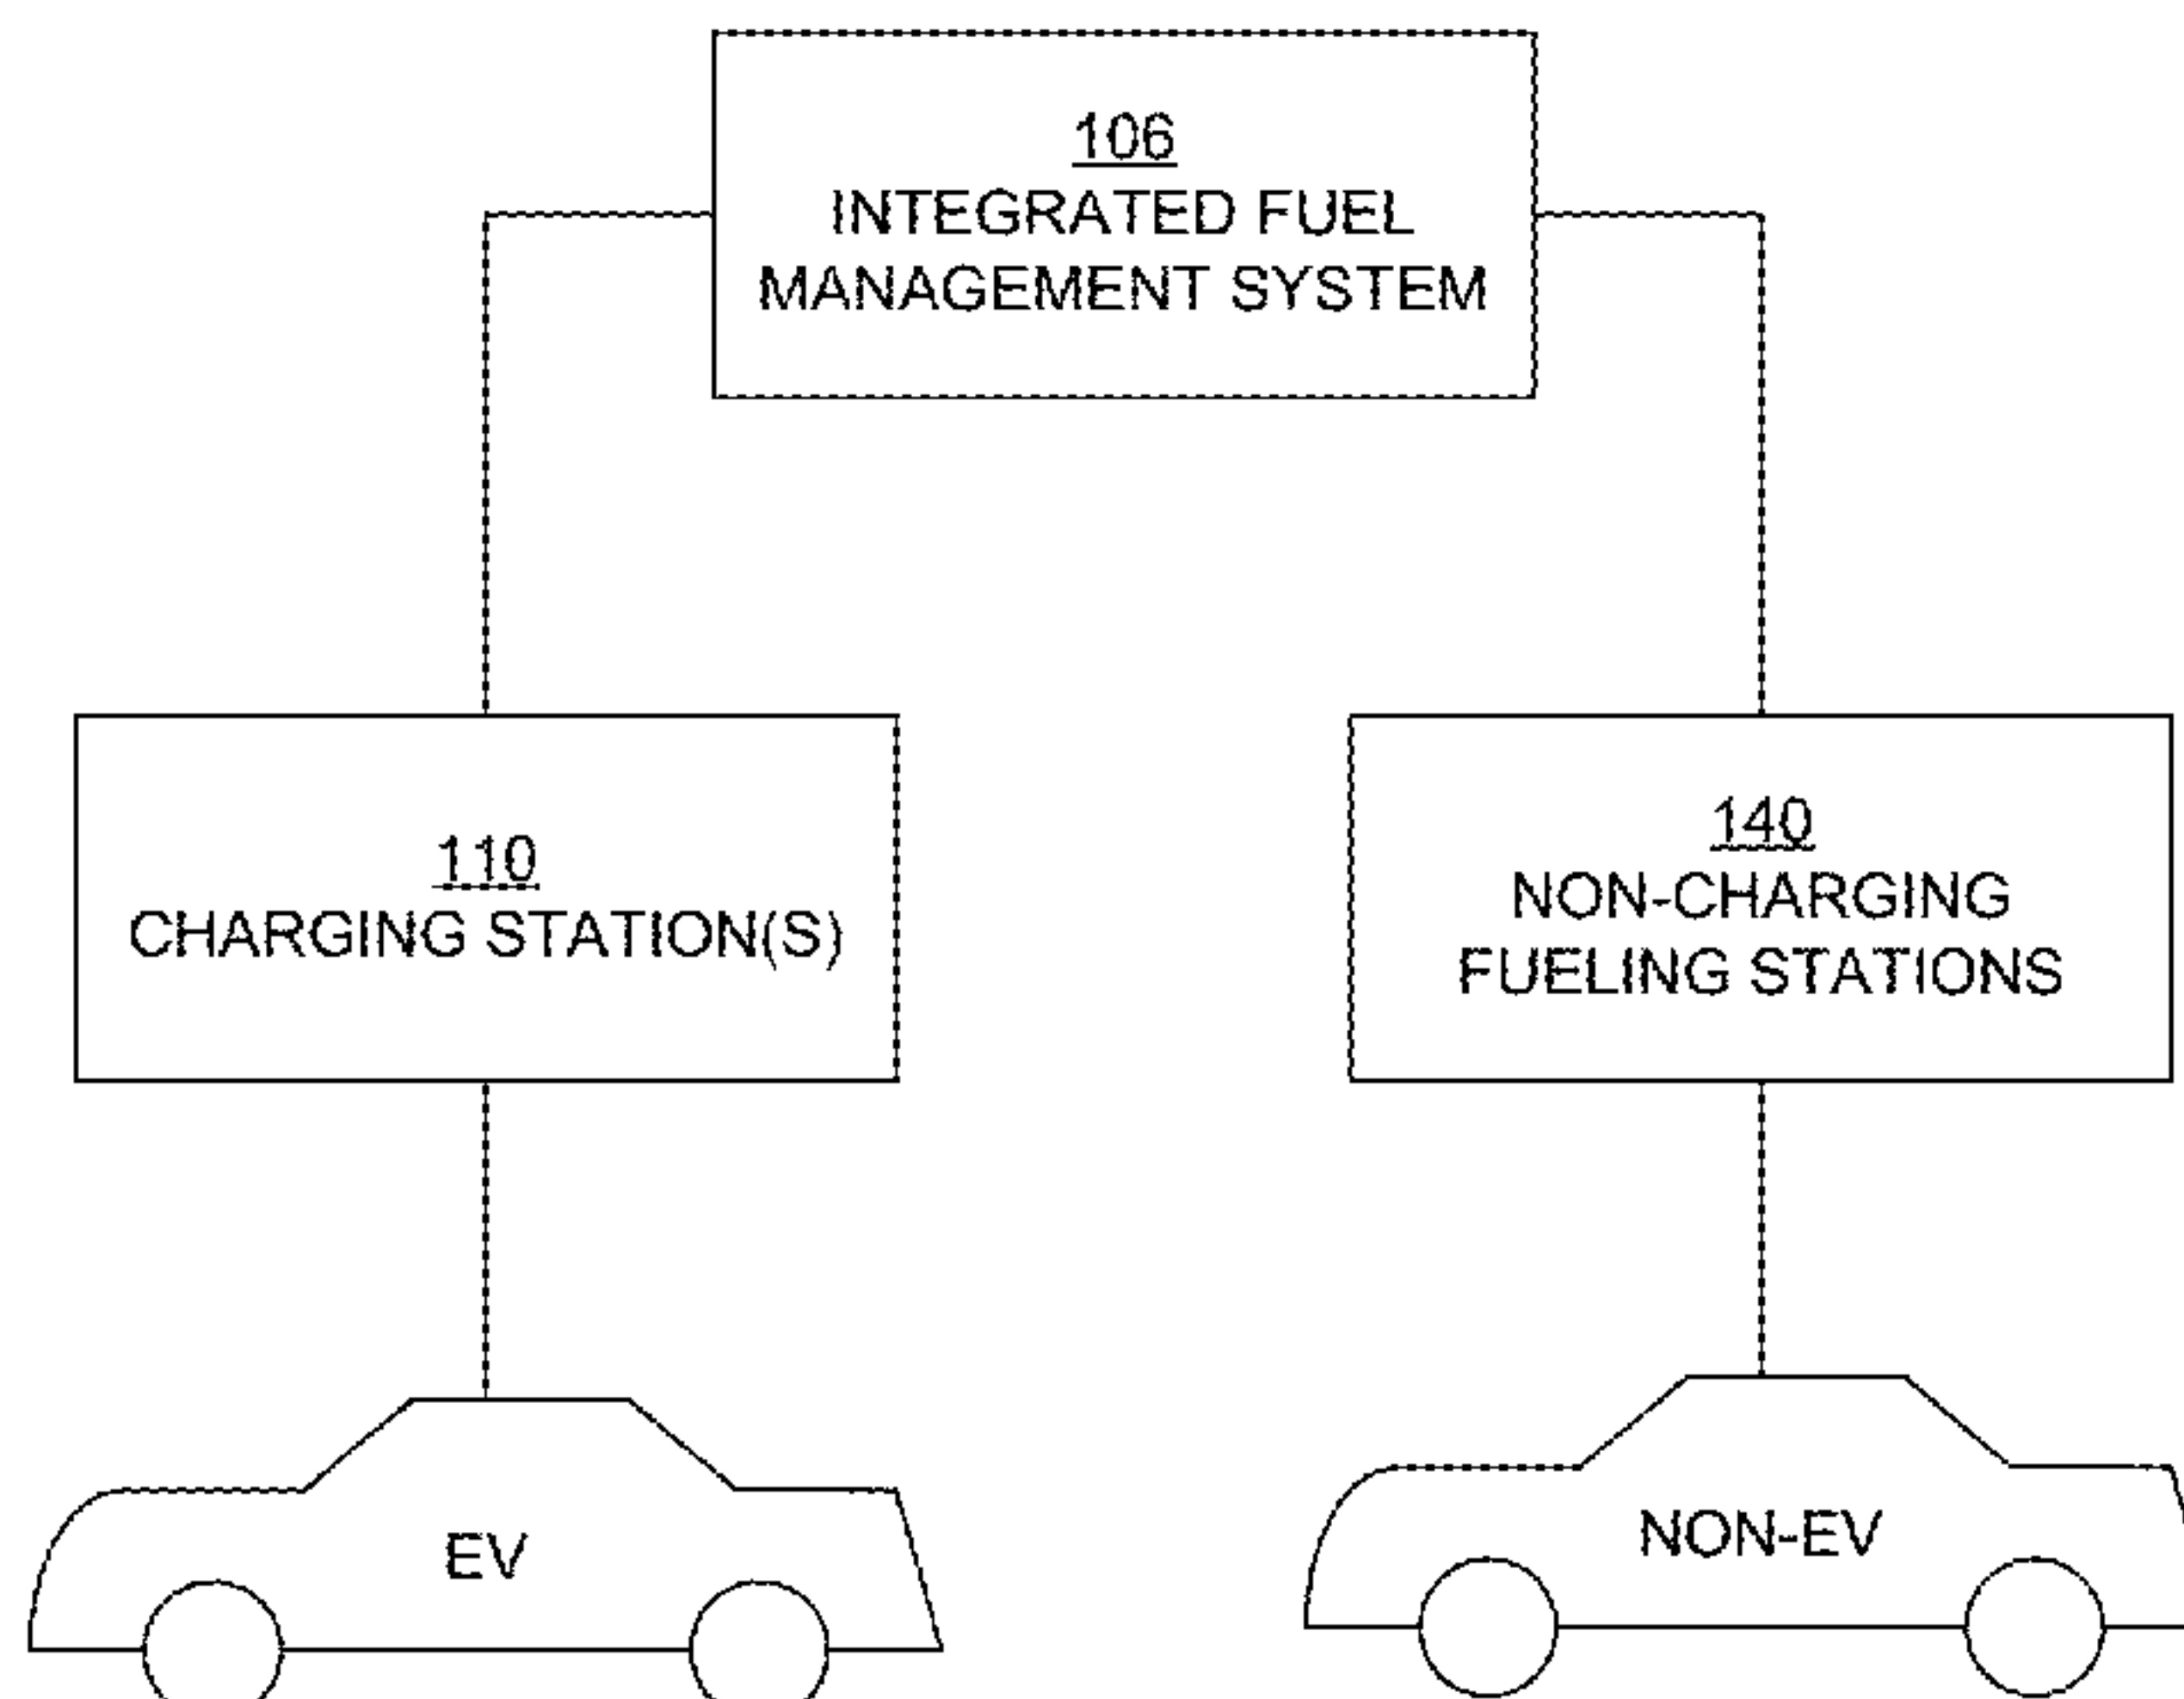 106
INTEGRATED FUEL
MANAGEMENT SYSTEM
110
CHARGING STATION(S)
140
NON-CHARGING
FUELING STATIONS
EV
NON-EV